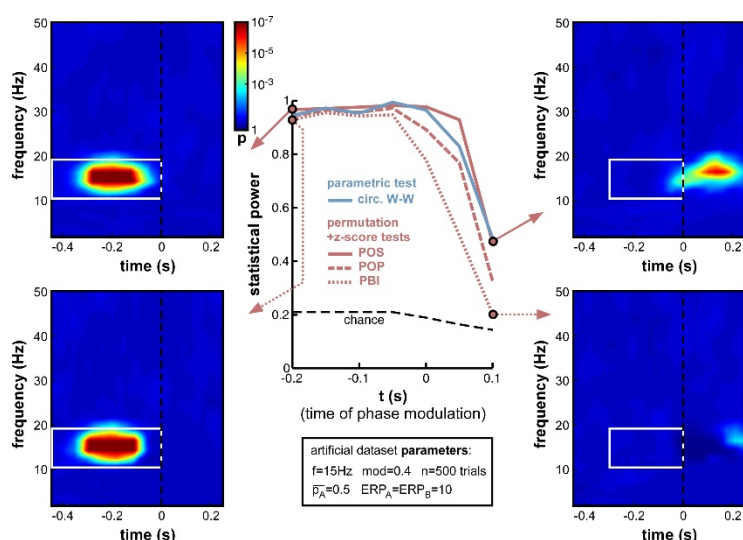 50
40
30
20
10
frequency (Hz)
-0.4 -0.2 0 0.2
time (s)
10-7
10-5
10-3
1
p
1
0.8
0.6
0.4
0.2
0
statistical power
parametric test
circ. W-W
permutation
+z-score tests
POS
POP
PBI
chance
-0.2 -0.1 0 0.1
t (s)
(time of phase modulation)
50
40
30
20
10
frequency (Hz)
-0.4 -0.2 0 0.2
time (s)
50
40
30
20
10
frequency (Hz)
-0.4 -0.2 0 0.2
time (s)
artificial dataset parameters:
f=15Hz mod=0.4 n=500 trials
p̅A=0.5 ERPA=ERPB=10
50
40
30
20
10
frequency (Hz)
-0.4 -0.2 0 0.2
time (s)